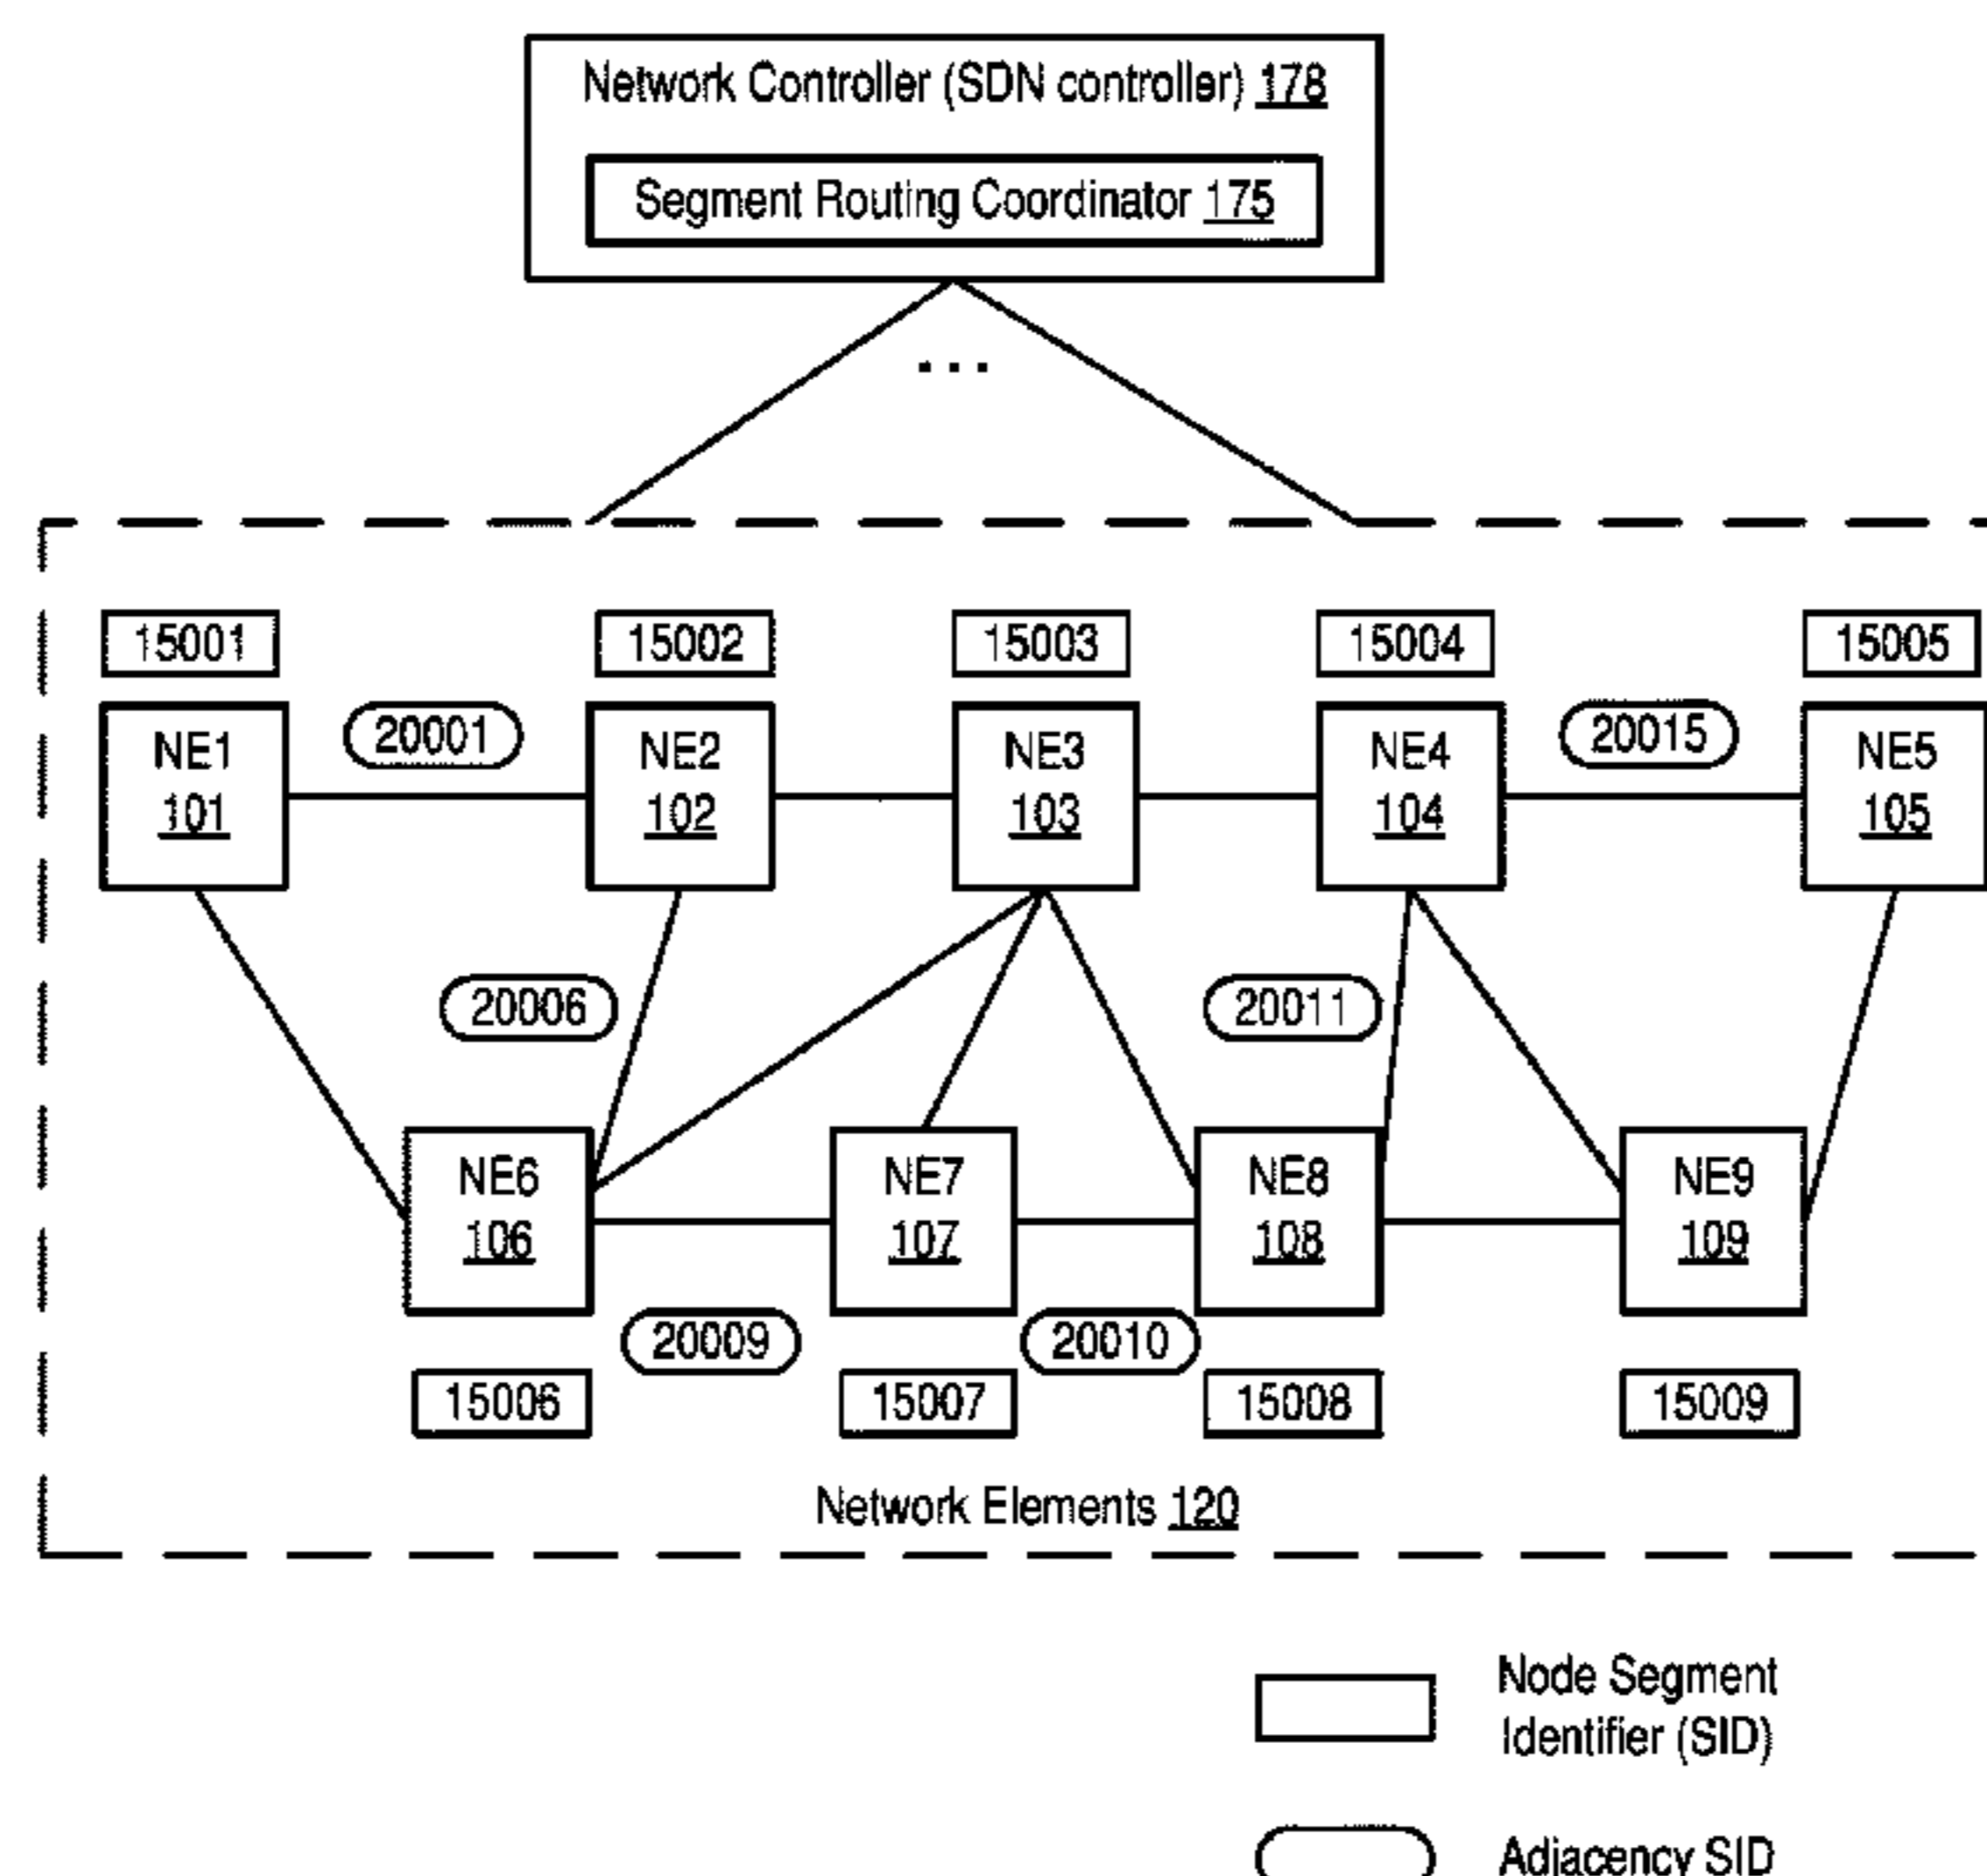 Network Controller (SDN controller) 178
Segment Routing Coordinator 175
...
15001
15002
15003
15004
15005
NE1
101
20001
NE2
102
NE3
103
NE4
104
20015
NE5
105
20006
20011
NE6
106
NE7
107
NE8
108
NE9
109
20009
20010
15006
15007
15008
15009
Network Elements 120
Node Segment
Identifier (SID)
Adjacency SID